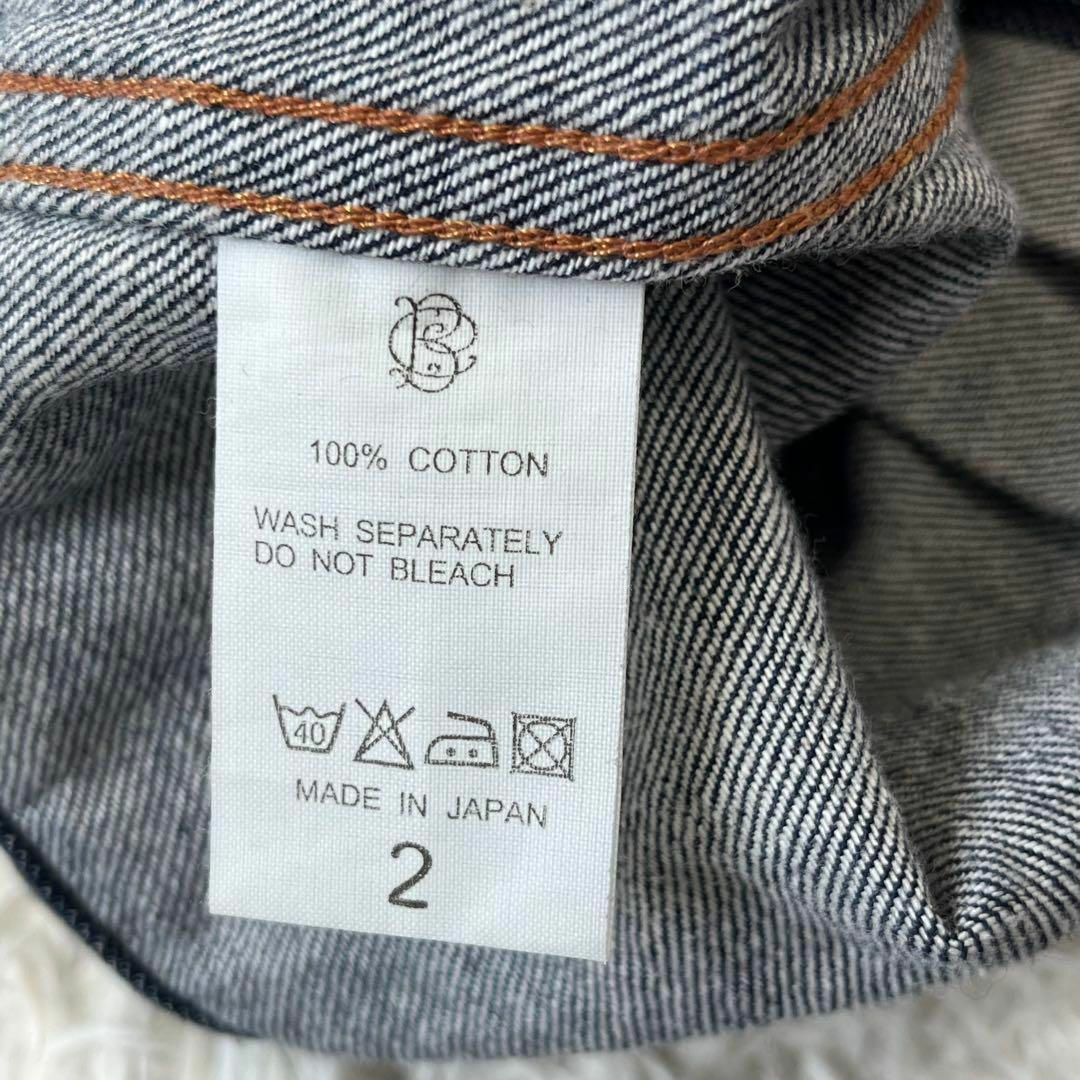 100% COTTON
WASH SEPARATELY
DO NOT BLEACH
40
MADE IN JAPAN
2